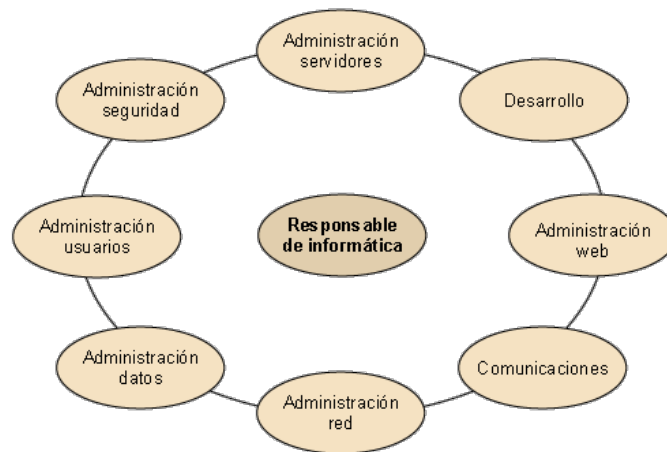 Administración
servidores
Administración
seguridad
Desarrollo
Administración
usuarios
Responsable
de informática
Administración
web
Administración
datos
Comunicaciones
Administración
red